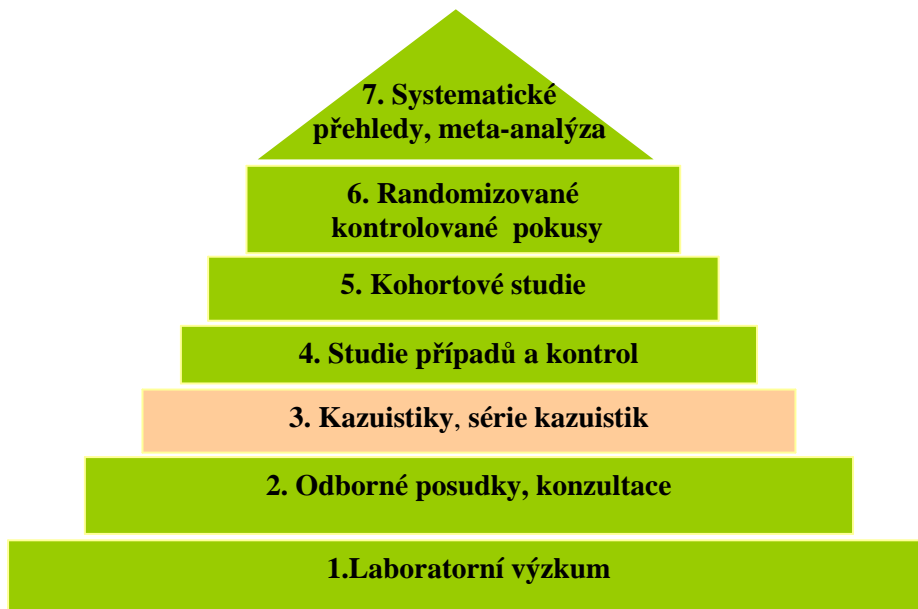 7. Systematické
přehledy, meta-analýza
6. Randomizované
kontrolované pokusy
5. Kohortové studie
4. Studie případů a kontrol
3. Kazuistiky, série kazuistik
2. Odborné posudky, konzultace
1.Laboratorní výzkum